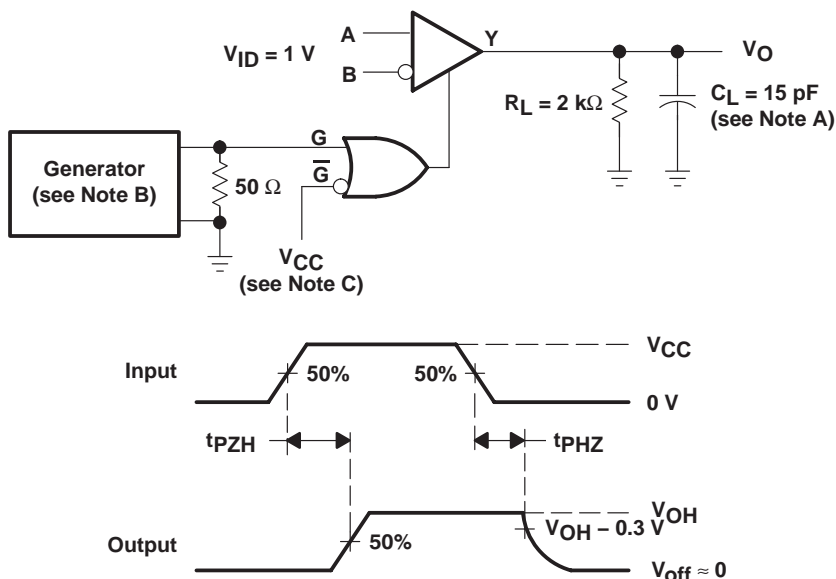 A
V_ID = 1 V
B
Y
V_O
R_L = 2 kΩ
C_L = 15 pF
(see Note A)
Generator
(see Note B)
50 Ω
G
G̅
V_CC
(see Note C)
Input
50%
50%
V_CC
0 V
t_PZH
t_PHZ
Output
50%
V_OH
V_OH – 0.3 V
V_off ≈ 0